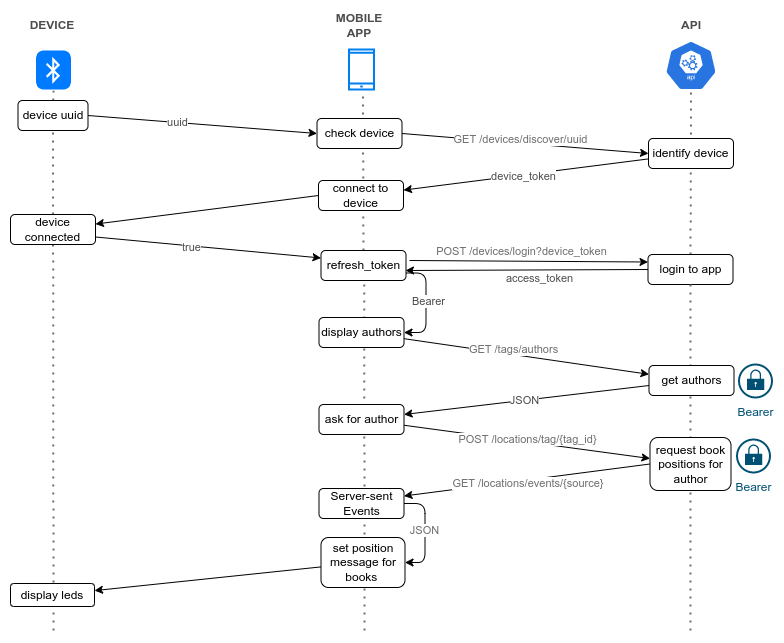 DEVICE
MOBILE
APP
API
api
device uuid
uuid
check device
GET /devices/discover/uuid
identify device
device_token
connect to
device
device
connected
true
refresh_token
POST /devices/login?device_token
login to app
access_token
Bearer
display authors
GET /tags/authors
get authors
Bearer
JSON
ask for author
POST /locations/tag/{tag_id}
request book
positions for
author
Bearer
GET /locations/events/{source}
Server-sent
Events
JSON
set position
message for
books
display leds